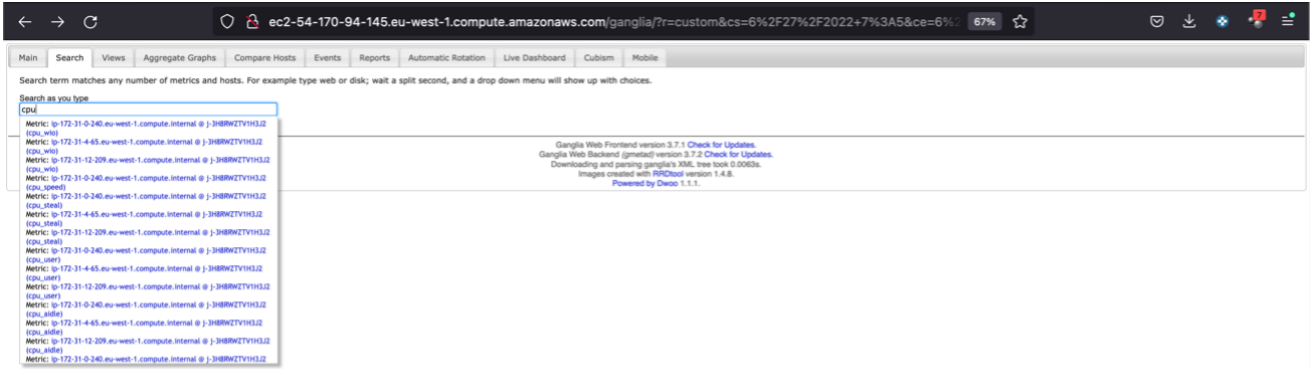 ec2-54-170-94-145.eu-west-1.compute.amazonaws.com/ganglia/?r=custom&cs=6%2F27%2F2022+7%3A5&ce=6%2 67%
7
Main Search Views Aggregate Graphs Compare Hosts Events Reports Automatic Rotation Live Dashboard Cubism Mobile
Search term matches any number of metrics and hosts. For example type web or disk; wait a split second, and a drop down menu will show up with choices.
Search as you type
cpu
Metric: ip-172-31-0-240.eu-west-1.compute.internal @ j-3H8RWZTV1H3J2
(cpu_wio)
Metric: ip-172-31-4-65.eu-west-1.compute.internal @ j-3H8RWZTV1H3J2
(cpu_wio)
Metric: ip-172-31-12-209.eu-west-1.compute.internal @ j-3H8RWZTV1H3J2
(cpu_wio)
Metric: ip-172-31-0-240.eu-west-1.compute.internal @ j-3H8RWZTV1H3J2
(cpu_speed)
Metric: ip-172-31-0-240.eu-west-1.compute.internal @ j-3H8RWZTV1H3J2
(cpu_steal)
Metric: ip-172-31-4-65.eu-west-1.compute.internal @ j-3H8RWZTV1H3J2
(cpu_steal)
Metric: ip-172-31-12-209.eu-west-1.compute.internal @ j-3H8RWZTV1H3J2
(cpu_steal)
Metric: ip-172-31-0-240.eu-west-1.compute.internal @ j-3H8RWZTV1H3J2
(cpu_user)
Metric: ip-172-31-4-65.eu-west-1.compute.internal @ j-3H8RWZTV1H3J2
(cpu_user)
Metric: ip-172-31-12-209.eu-west-1.compute.internal @ j-3H8RWZTV1H3J2
(cpu_user)
Metric: ip-172-31-0-240.eu-west-1.compute.internal @ j-3H8RWZTV1H3J2
(cpu_aidle)
Metric: ip-172-31-4-65.eu-west-1.compute.internal @ j-3H8RWZTV1H3J2
(cpu_aidle)
Metric: ip-172-31-12-209.eu-west-1.compute.internal @ j-3H8RWZTV1H3J2
(cpu_aidle)
Metric: ip-172-31-0-240.eu-west-1.compute.internal @ j-3H8RWZTV1H3J2
Ganglia Web Frontend version 3.7.1 Check for Updates.
Ganglia Web Backend (gmetad) version 3.7.2 Check for Updates.
Downloading and parsing ganglia's XML tree took 0.0063s.
Images created with RRDtool version 1.4.8.
Powered by Dwoo 1.1.1.